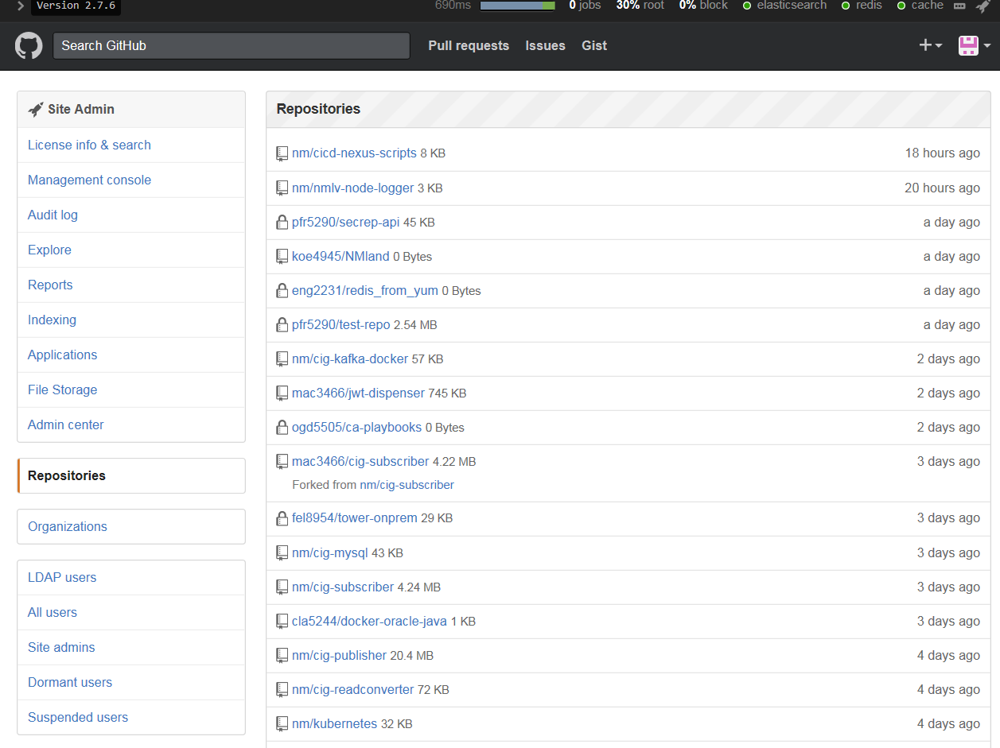 Version 2.7.6
690ms 0 jobs 30% root 0% block elasticsearch redis cache
Search GitHub
Pull requests Issues Gist
Site Admin
License info & search
Management console
Audit log
Explore
Reports
Indexing
Applications
File Storage
Admin center
Repositories
Organizations
LDAP users
All users
Site admins
Dormant users
Suspended users
Repositories
nm/cicd-nexus-scripts 8 KB 18 hours ago
nm/nmlv-node-logger 3 KB 20 hours ago
pfr5290/secrep-api 45 KB a day ago
koe4945/NMland 0 Bytes a day ago
eng2231/redis_from_yum 0 Bytes a day ago
pfr5290/test-repo 2.54 MB a day ago
nm/cig-kafka-docker 57 KB 2 days ago
mac3466/jwt-dispenser 745 KB 2 days ago
ogd5505/ca-playbooks 0 Bytes 2 days ago
mac3466/cig-subscriber 4.22 MB 3 days ago
Forked from nm/cig-subscriber
fel8954/tower-onprem 29 KB 3 days ago
nm/cig-mysql 43 KB 3 days ago
nm/cig-subscriber 4.24 MB 3 days ago
cla5244/docker-oracle-java 1 KB 3 days ago
nm/cig-publisher 20.4 MB 4 days ago
nm/cig-readconverter 72 KB 4 days ago
nm/kubernetes 32 KB 4 days ago